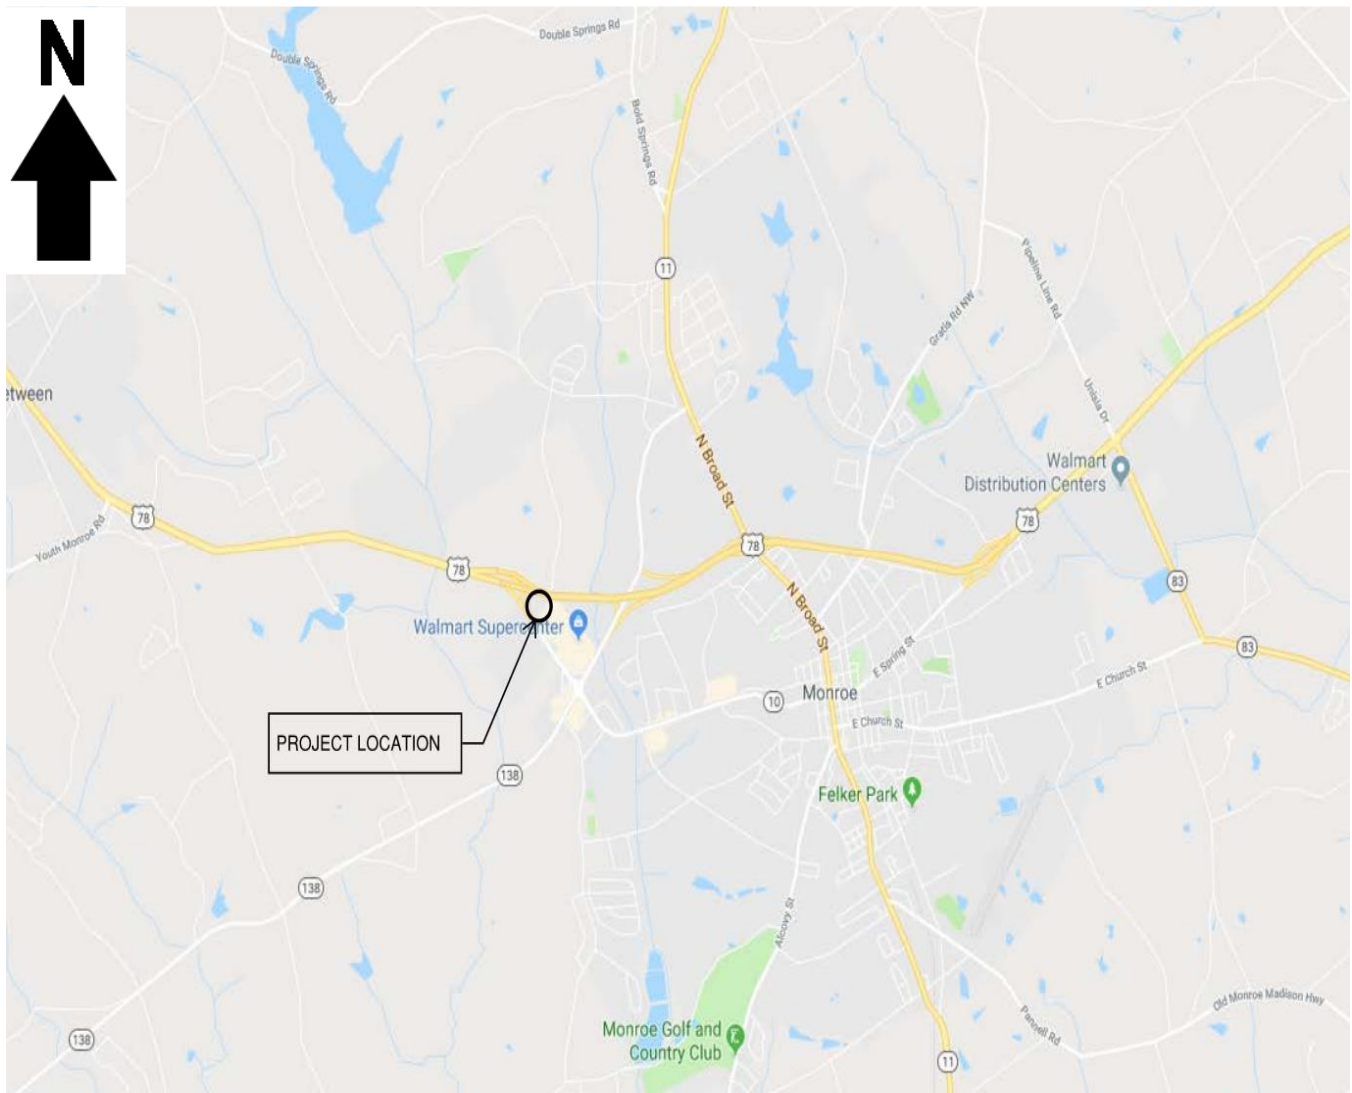 N
Double Springs Rd
Double Springs Rd
Bold Springs Rd
11
Pipeline Line Rd
Gratis Rd NW
etween
Unisia Dr
N Broad St
Walmart
Distribution Centers
78
78
78
78
Youth Monroe Rd
83
N Broad St
Walmart Supercenter
E Spring St
83
E Church St
Monroe
10
E Church St
PROJECT LOCATION
138
Felker Park
138
Alcovy St
Old Monroe Madison Hwy
Pannell Rd
Monroe Golf and
Country Club
138
11